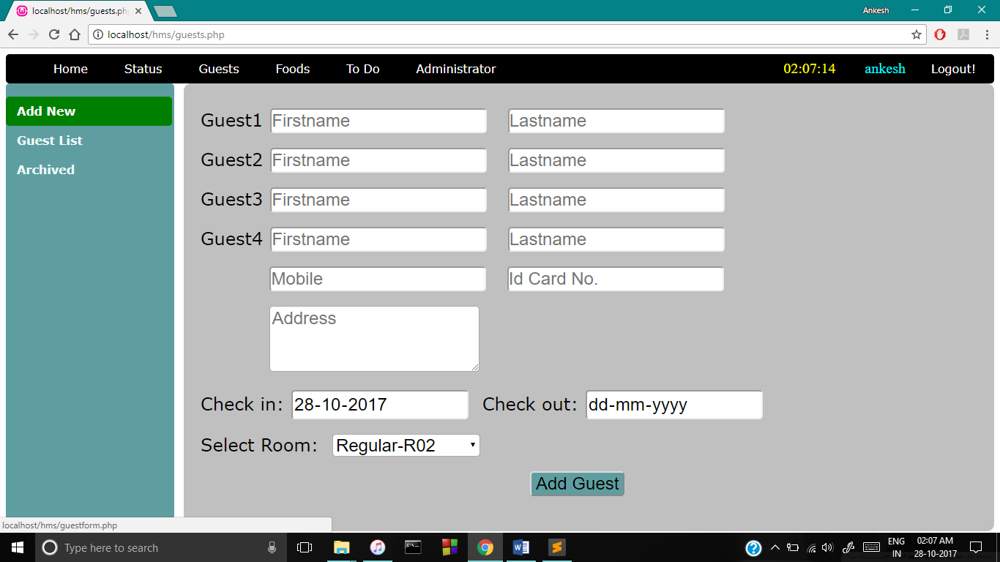 localhost/hms/guests.ph
Ankesh
localhost/hms/guests.php
Home Status Guests Foods To Do Administrator 02:07:14 ankesh Logout!
Add New
Guest List
Archived
Guest1 Firstname Lastname
Guest2 Firstname Lastname
Guest3 Firstname Lastname
Guest4 Firstname Lastname
Mobile Id Card No.
Address
Check in: 28-10-2017 Check out: dd-mm-yyyy
Select Room: Regular-R02
Add Guest
localhost/hms/guestform.php
Type here to search
ENG 02:07 AM
IN 28-10-2017